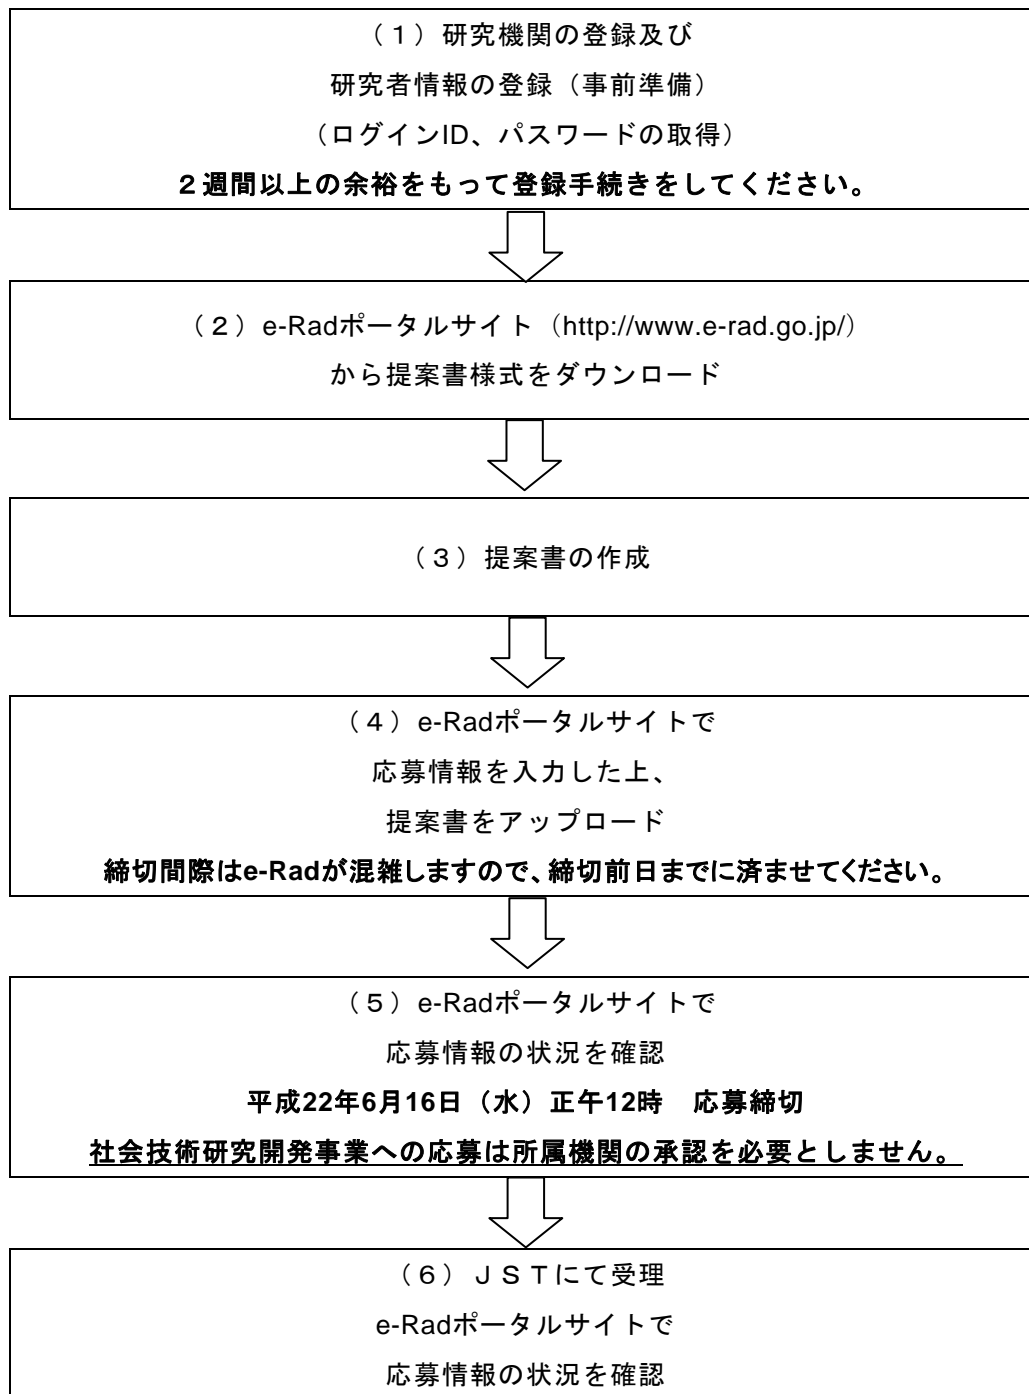 （１）研究機関の登録及び
研究者情報の登録（事前準備）
（ログインID、パスワードの取得）
２週間以上の余裕をもって登録手続きをしてください。
（２）e-Radポータルサイト（http://www.e-rad.go.jp/）
から提案書様式をダウンロード
（３）提案書の作成
（４）e-Radポータルサイトで
応募情報を入力した上、
提案書をアップロード
締切間際はe-Radが混雑しますので、締切前日までに済ませてください。
（５）e-Radポータルサイトで
応募情報の状況を確認
平成22年6月16日（水）正午12時　応募締切
社会技術研究開発事業への応募は所属機関の承認を必要としません。
（６）ＪＳＴにて受理
e-Radポータルサイトで
応募情報の状況を確認